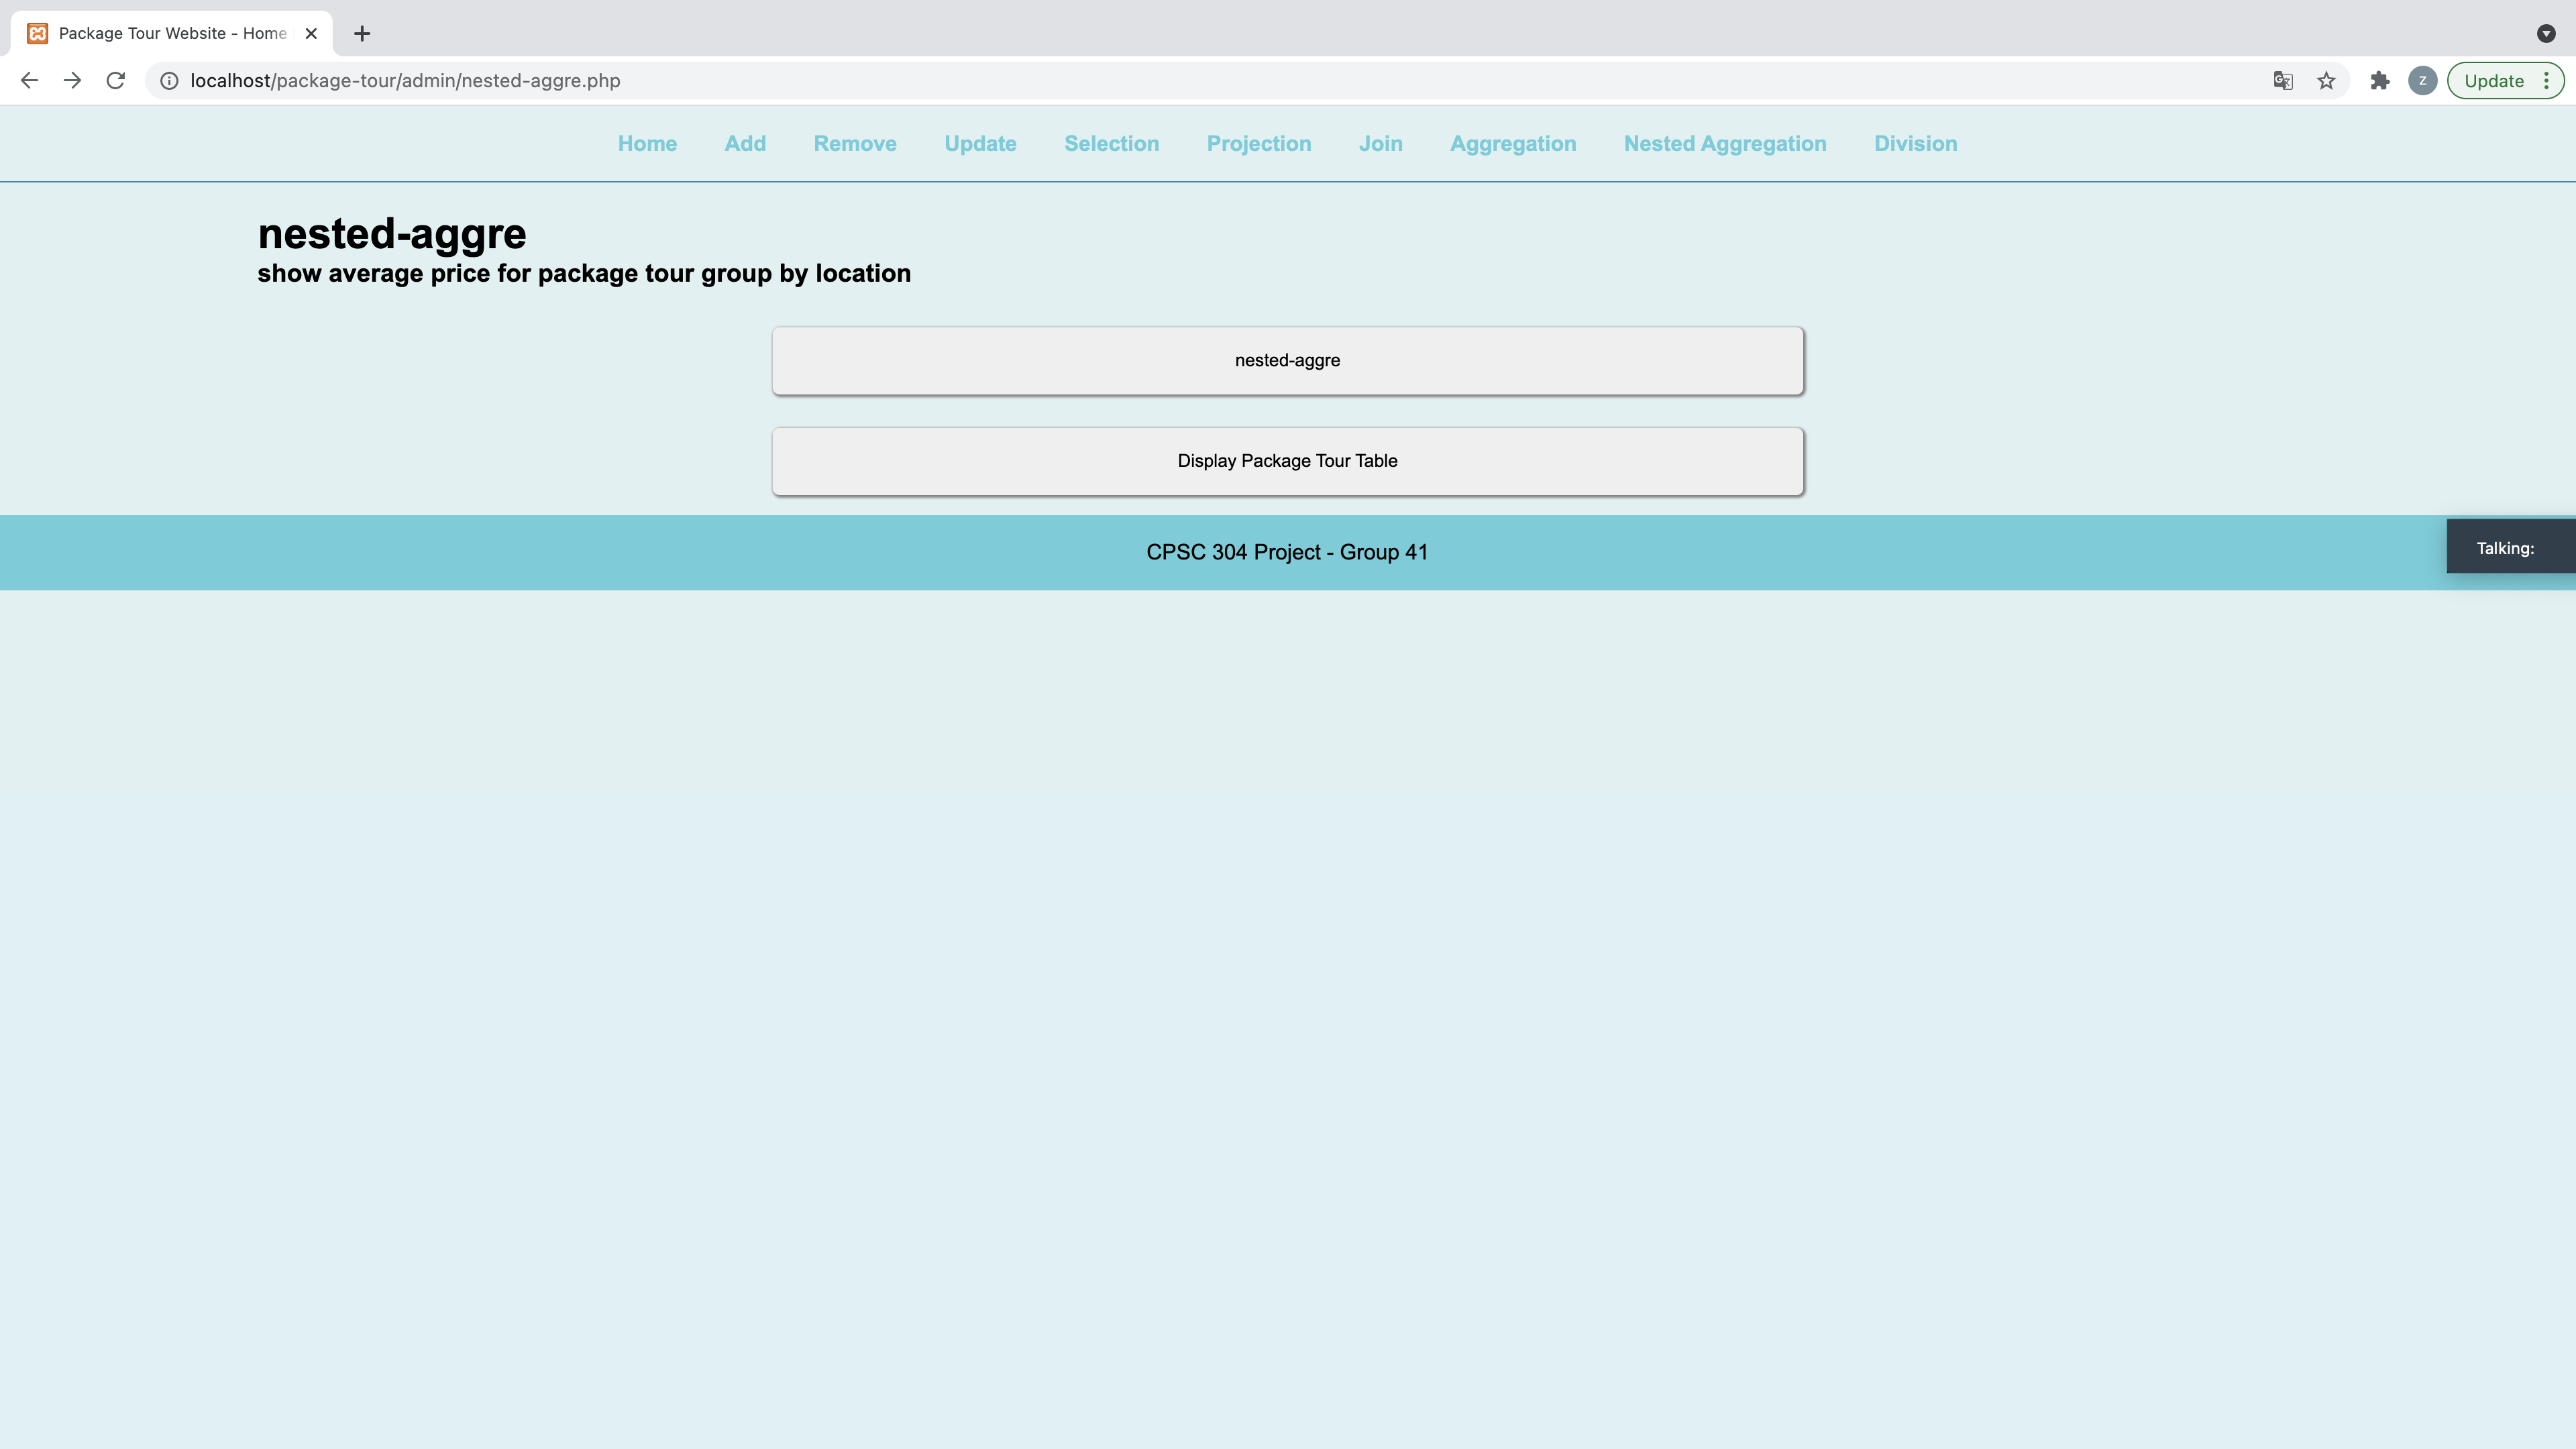 Package Tour Website - Home
localhost/package-tour/admin/nested-aggre.php
Z
Update
Home Add Remove Update Selection Projection Join Aggregation Nested Aggregation Division
nested-aggre
show average price for package tour group by location
nested-aggre
Display Package Tour Table
CPSC 304 Project - Group 41
Talking: